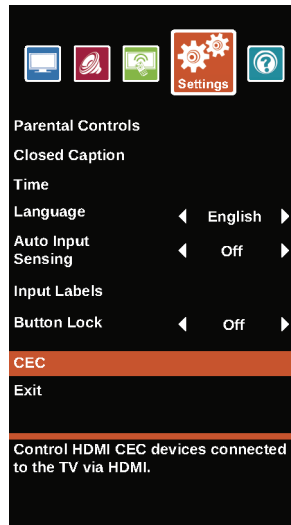 Settings
Parental Controls
Closed Caption
Time
Language English
Auto Input
Sensing Off
Input Labels
Button Lock Off
CEC
Exit
Control HDMI CEC devices connected
to the TV via HDMI.